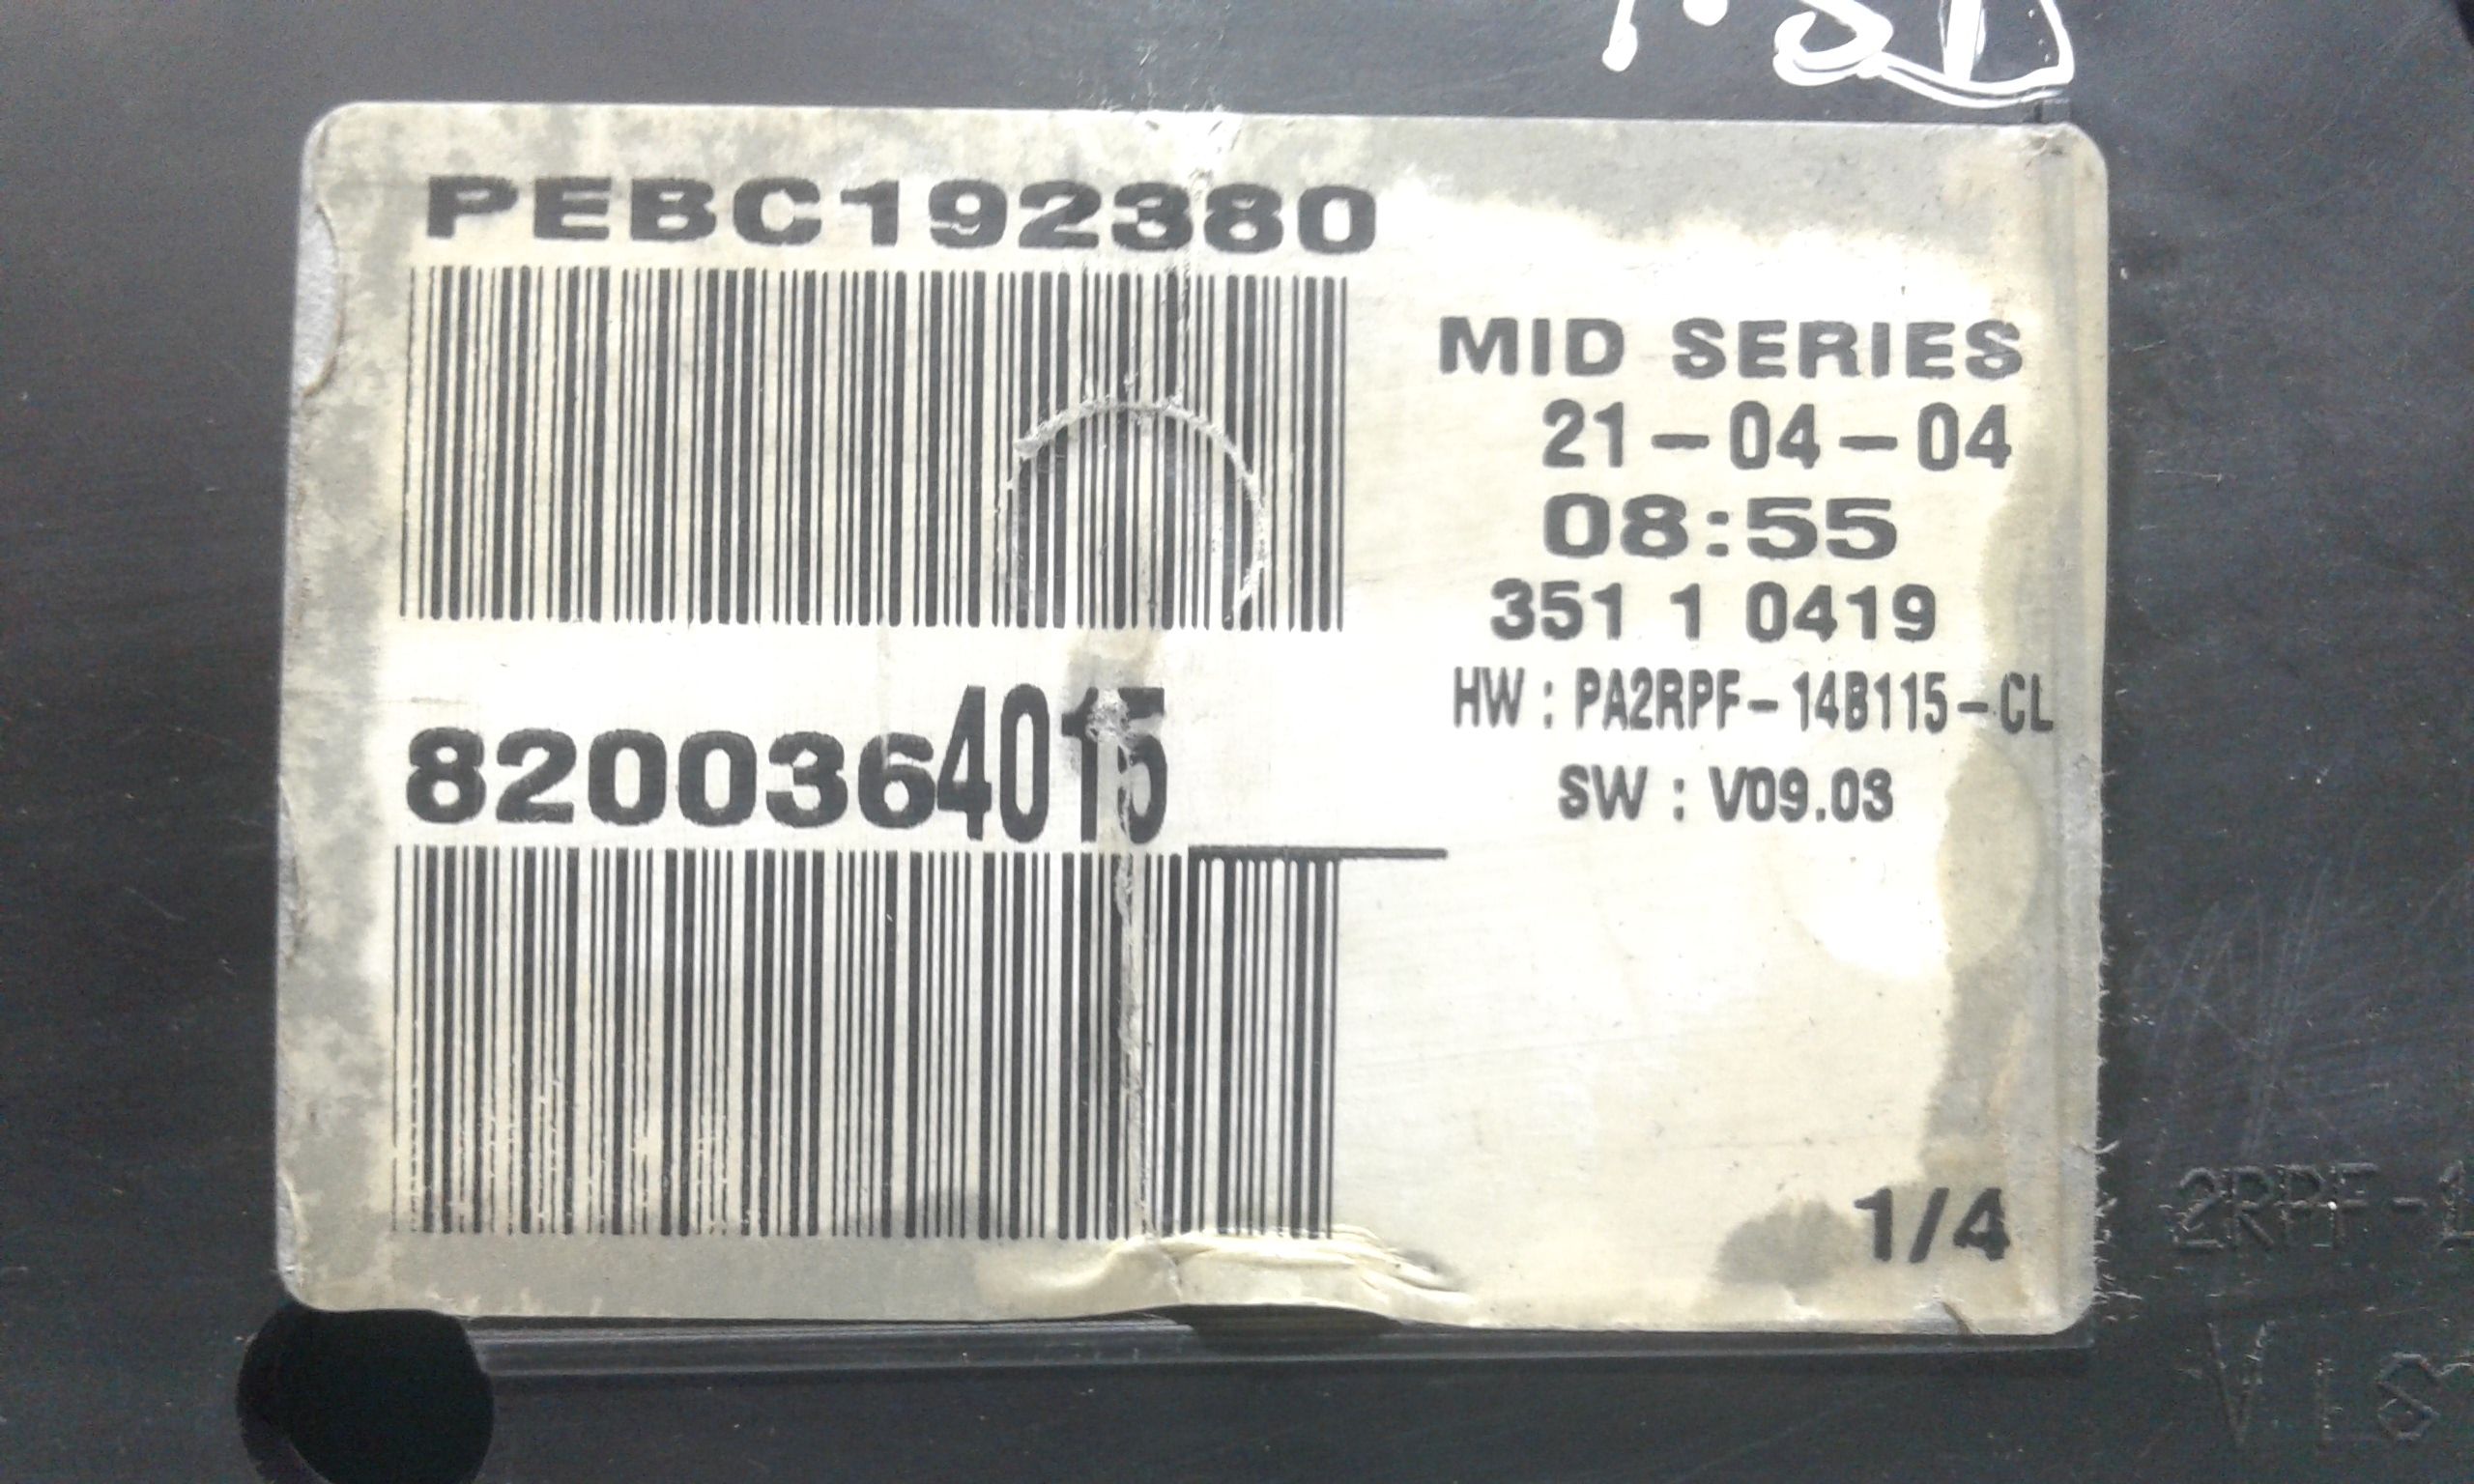 PEBC192380
MID SERIES
21-04-04
08:55
351 1 0419
HW : PA2RPF-14B115-CL
8200364015
SW : V09.03
1/4
2RPF-1